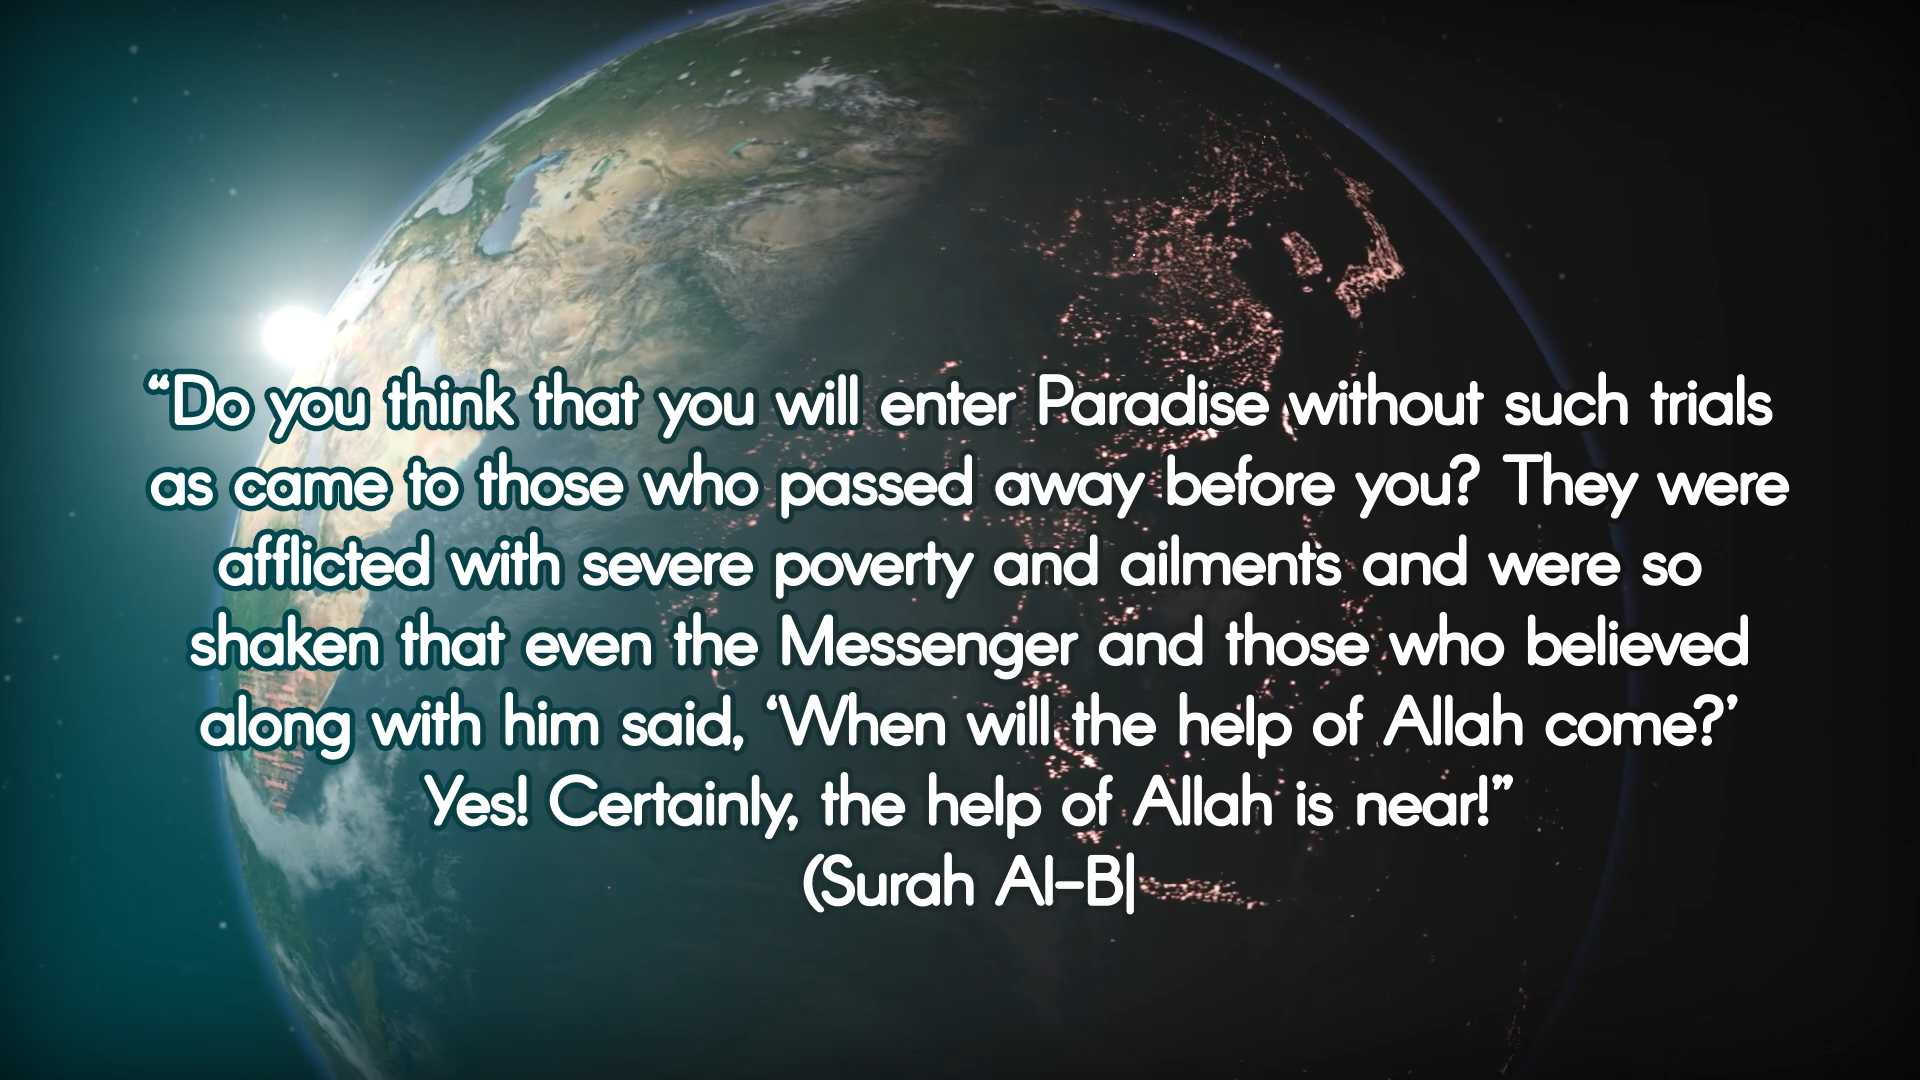 “Do you think that you will enter Paradise without such trials
as came to those who passed away before you? They were
afflicted with severe poverty and ailments and were so
shaken that even the Messenger and those who believed
along with him said, ‘When will the help of Allah come?’
Yes! Certainly, the help of Allah is near!”
(Surah Al-B|